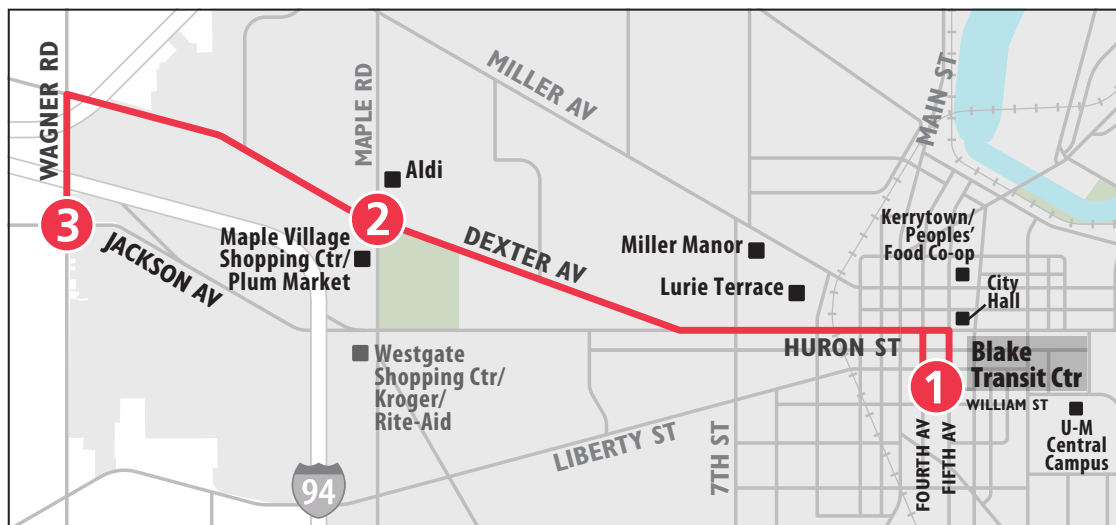 WAGNER RD
MAPLE RD
MILLER AV
MAIN ST
Aldi
2
3
JACKSON AV
Maple Village
Shopping Ctr/
Plum Market
DEXTER AV
Miller Manor
Lurie Terrace
Kerrytown/
Peoples'
Food Co-op
City
Hall
HURON ST
Westgate
Shopping Ctr/
Kroger/
Rite-Aid
1
Blake
Transit Ctr
WILLIAM ST
LIBERTY ST
7TH ST
FOURTH AV
FIFTH AV
U-M
Central
Campus
94